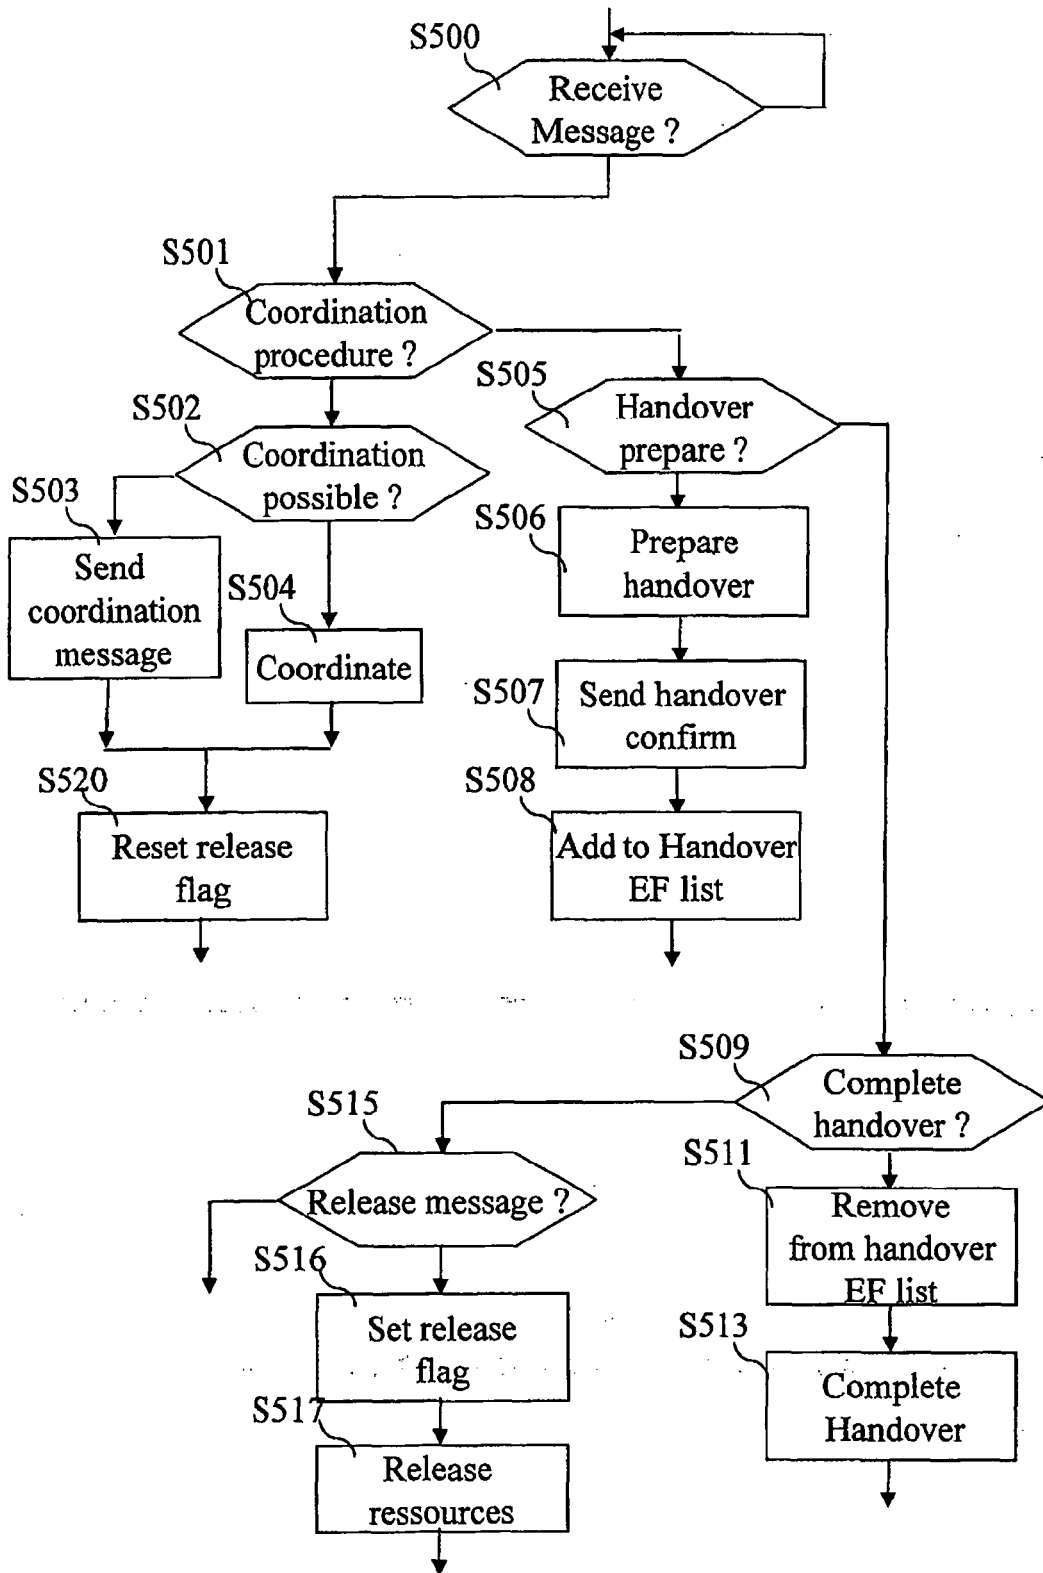 S500
Receive
Message ?
S501
Coordination
procedure ?
S502
Coordination
possible ?
S503
Send
coordination
message
S504
Coordinate
S520
Reset release
flag
S505
Handover
prepare ?
S506
Prepare
handover
S507
Send handover
confirm
S508
Add to Handover
EF list
S509
Complete
handover ?
S511
Remove
from handover
EF list
S513
Complete
Handover
S515
Release message ?
S516
Set release
flag
S517
Release
ressources